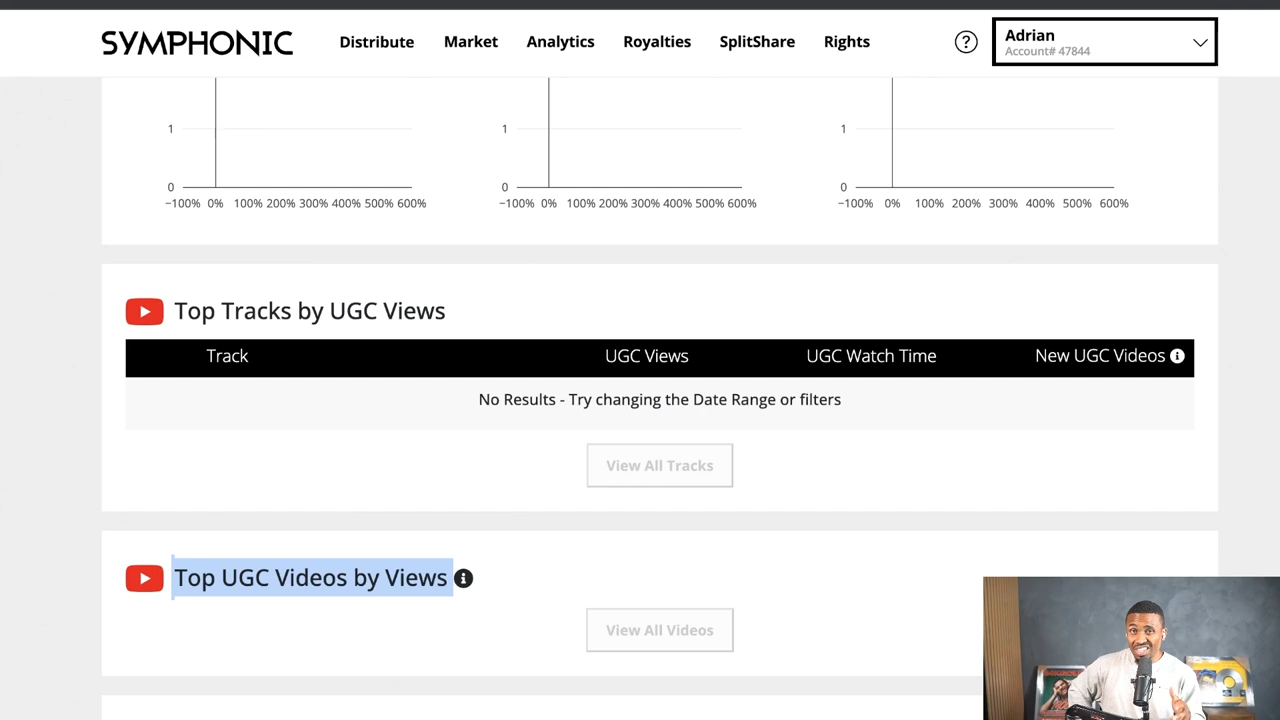 SYMPHONIC
Distribute
Market
Analytics
Royalties
SplitShare
Rights
?
Adrian
Account# 47844
1
0
−100% 0% 100% 200% 300% 400% 500% 600%
1
0
−100% 0% 100% 200% 300% 400% 500% 600%
1
0
−100% 0% 100% 200% 300% 400% 500% 600%
Top Tracks by UGC Views
Track UGC Views UGC Watch Time New UGC Videos
No Results - Try changing the Date Range or filters
View All Tracks
Top UGC Videos by Views
View All Videos